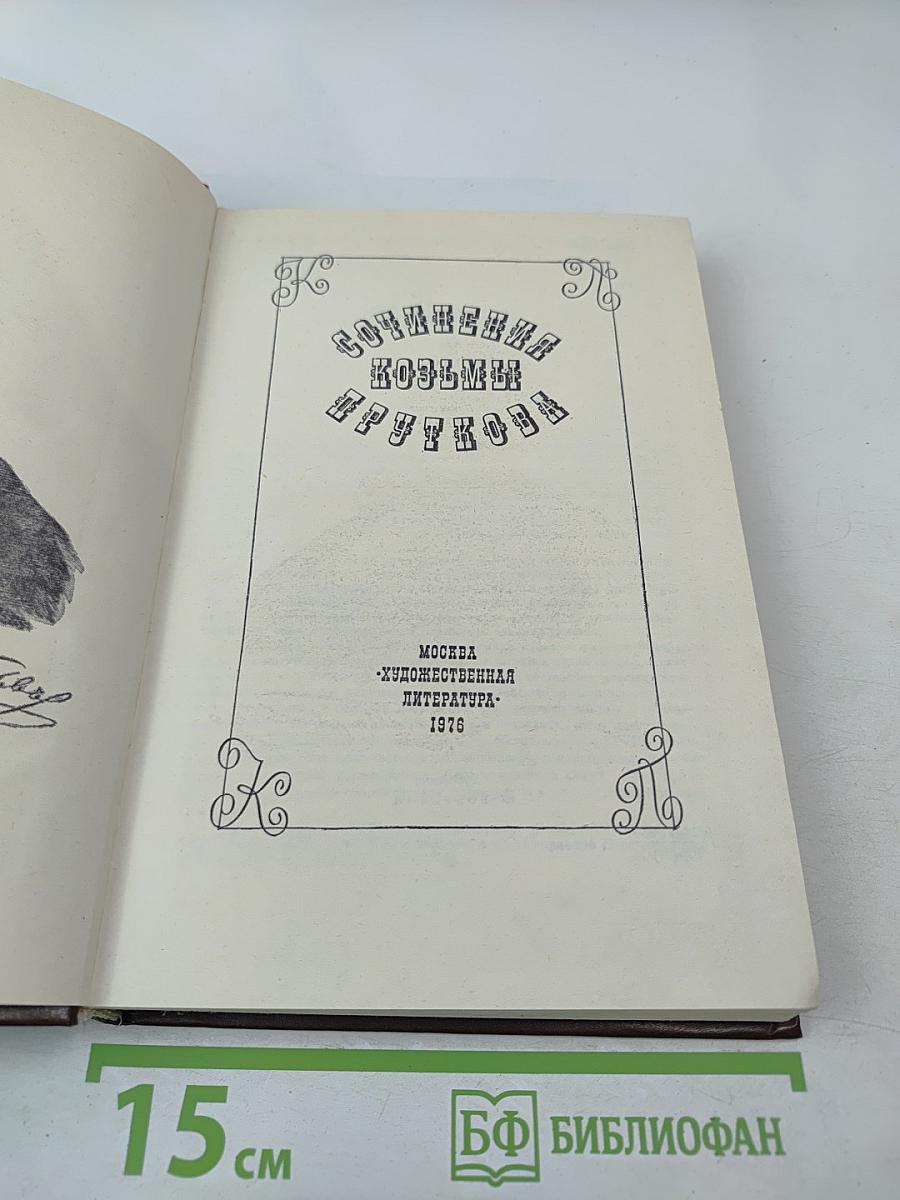 К П
СОЧИНЕНИЯ
КОЗЬМЫ
ПРУТКОВА
МОСКВА
«ХУДОЖЕСТВЕННАЯ
ЛИТЕРАТУРА»
1976
К П
15 см
БФ БИБЛИОФАН